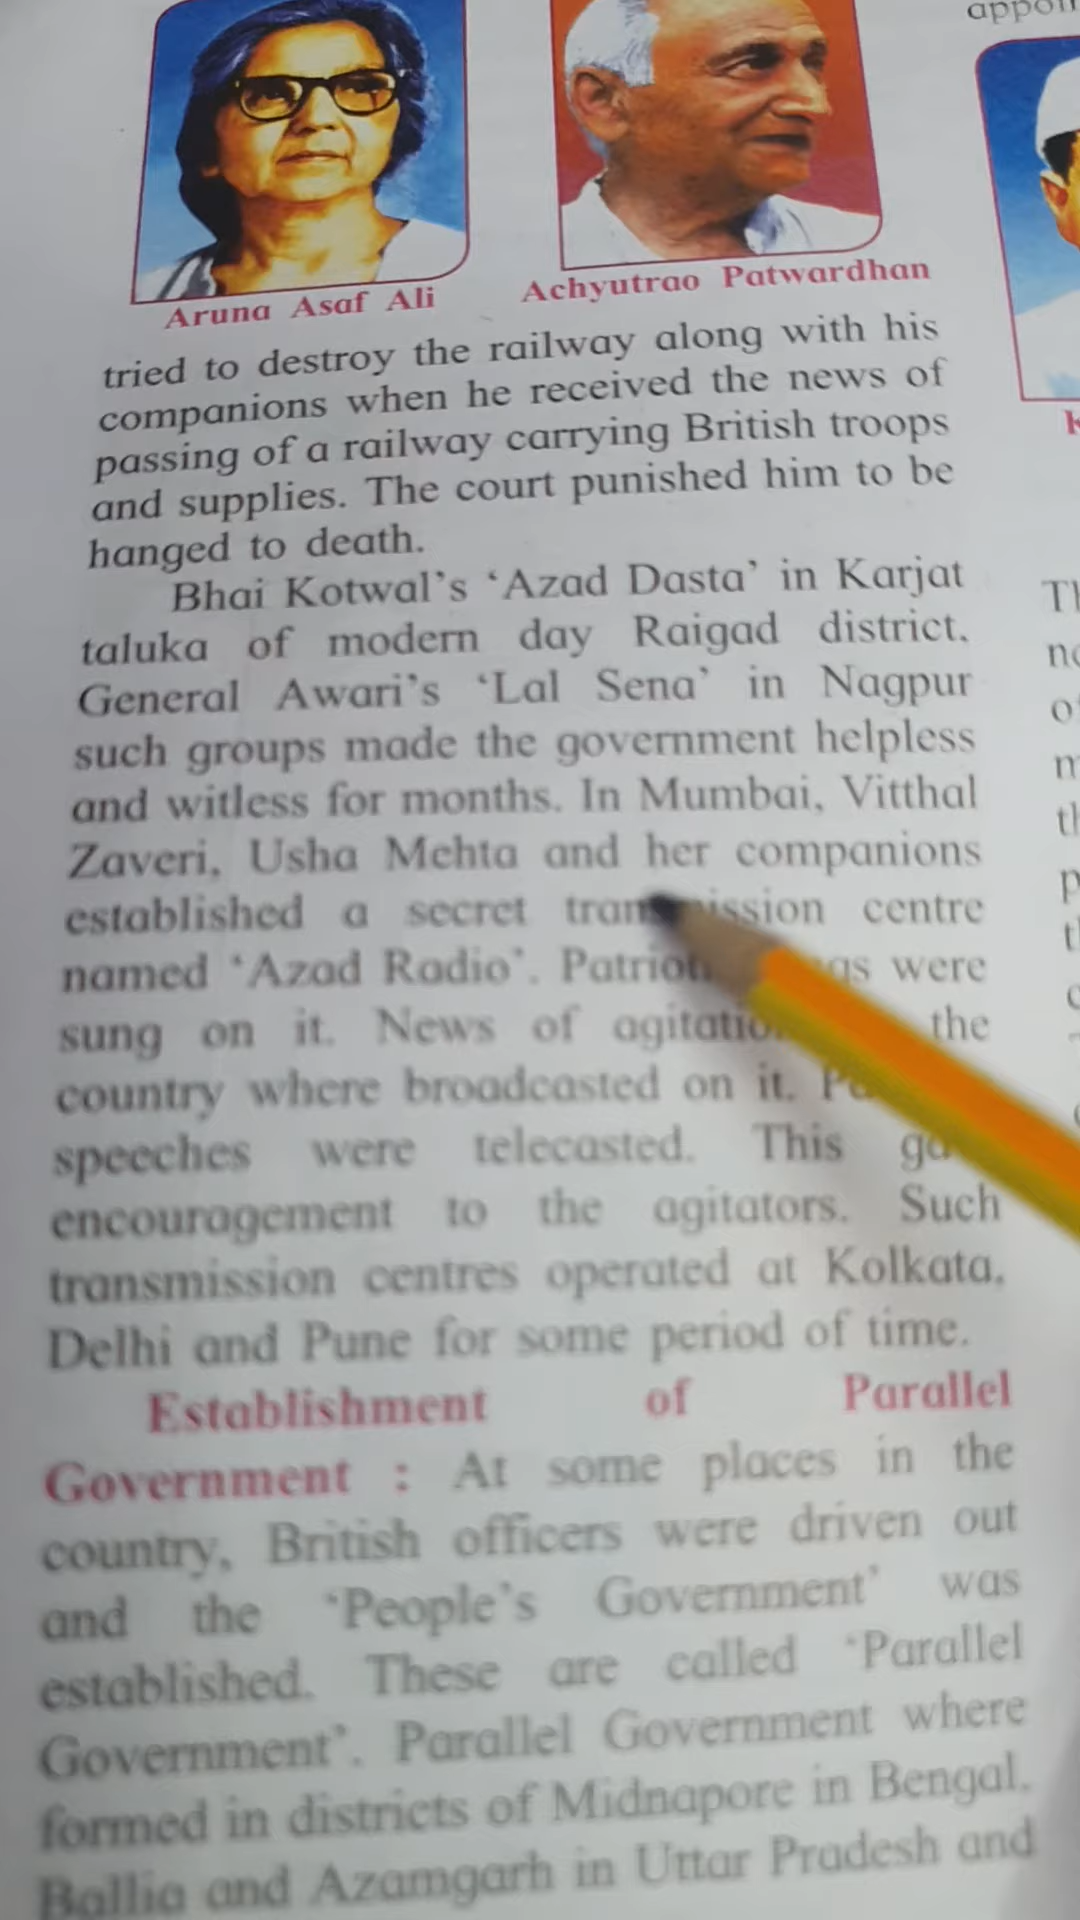 appoin
Aruna Asaf Ali
Achyutrao Patwardhan
tried to destroy the railway along with his
companions when he received the news of
passing of a railway carrying British troops
and supplies. The court punished him to be
hanged to death.
Bhai Kotwal's 'Azad Dasta' in Karjat
taluka of modern day Raigad district,
General Awari's 'Lal Sena' in Nagpur
such groups made the government helpless
and witless for months. In Mumbai, Vitthal
Zaveri, Usha Mehta and her companions
established a secret transmission centre
named 'Azad Radio'. were
sung on it. News of the
country where broadcasted on it.
speeches were telecasted. This
encouragement to the agitators. Such
transmission centres operated at Kolkata,
Delhi and Pune for some period of time.
Establishment of Parallel
Government : At some places in the
country, British officers were driven out
and the 'People's Government' was
established. These are called 'Parallel
Government'. Parallel Government where
formed in districts of Midnapore in Bengal,
Ballia and Azamgarh in Uttar Pradesh and